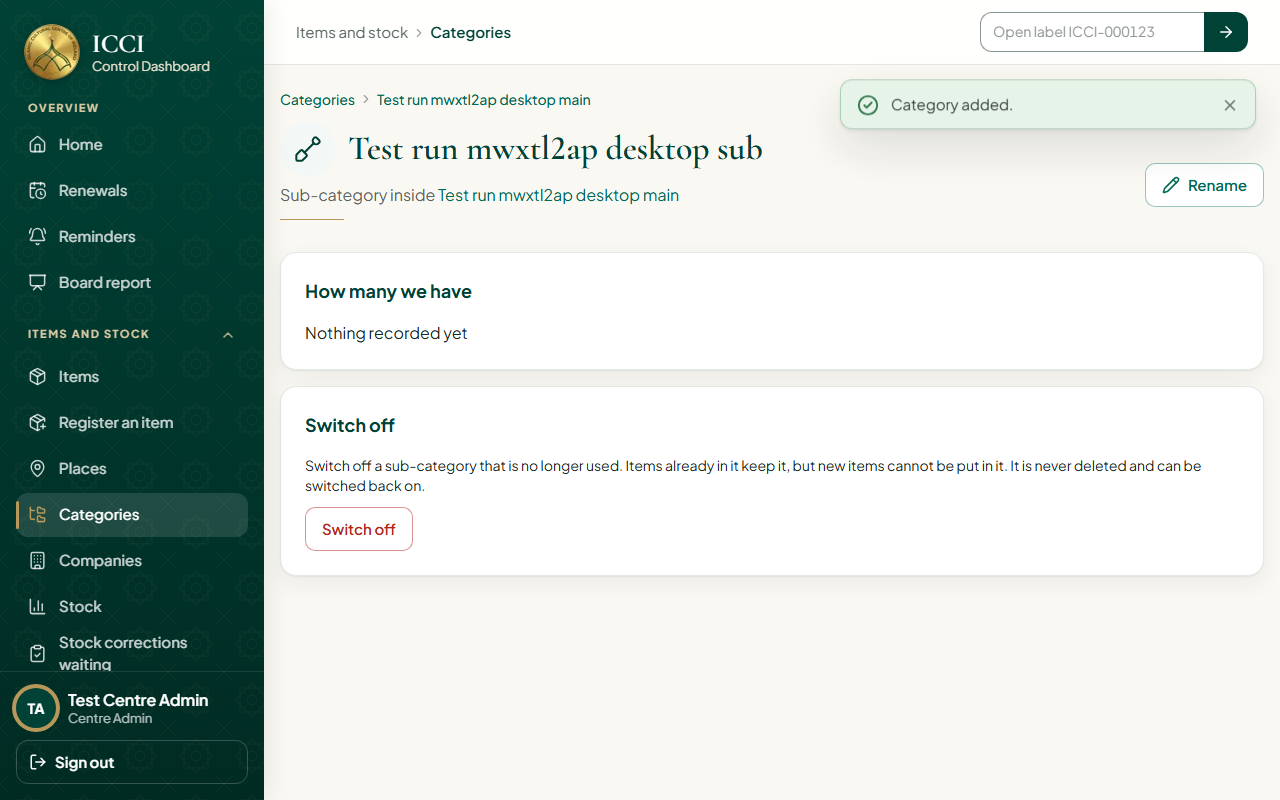 ICCI
Control Dashboard
OVERVIEW
Home
Renewals
Reminders
Board report
ITEMS AND STOCK
Items
Register an item
Places
Categories
Companies
Stock
Stock corrections
waiting
TA
Test Centre Admin
Centre Admin
Sign out
Items and stock
Categories
Open label ICCI-000123
Category added.
Categories
Test run mwxtl2ap desktop main
Test run mwxtl2ap desktop sub
Sub-category inside Test run mwxtl2ap desktop main
Rename
How many we have
Nothing recorded yet
Switch off
Switch off a sub-category that is no longer used. Items already in it keep it, but new items cannot be put in it. It is never deleted and can be
switched back on.
Switch off